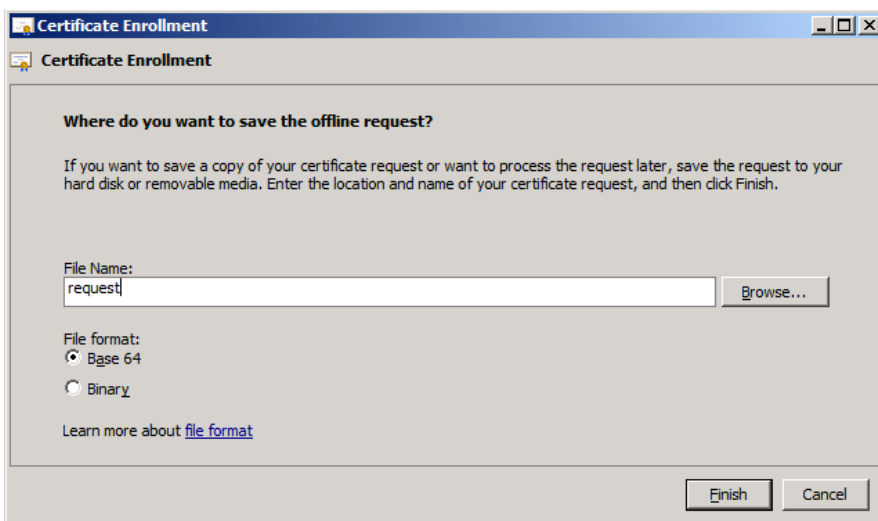 Certificate Enrollment
Certificate Enrollment
Where do you want to save the offline request?
If you want to save a copy of your certificate request or want to process the request later, save the request to your
hard disk or removable media. Enter the location and name of your certificate request, and then click Finish.
File Name:
request
Browse...
File format:
Base 64
Binary
Learn more about file format
Finish Cancel